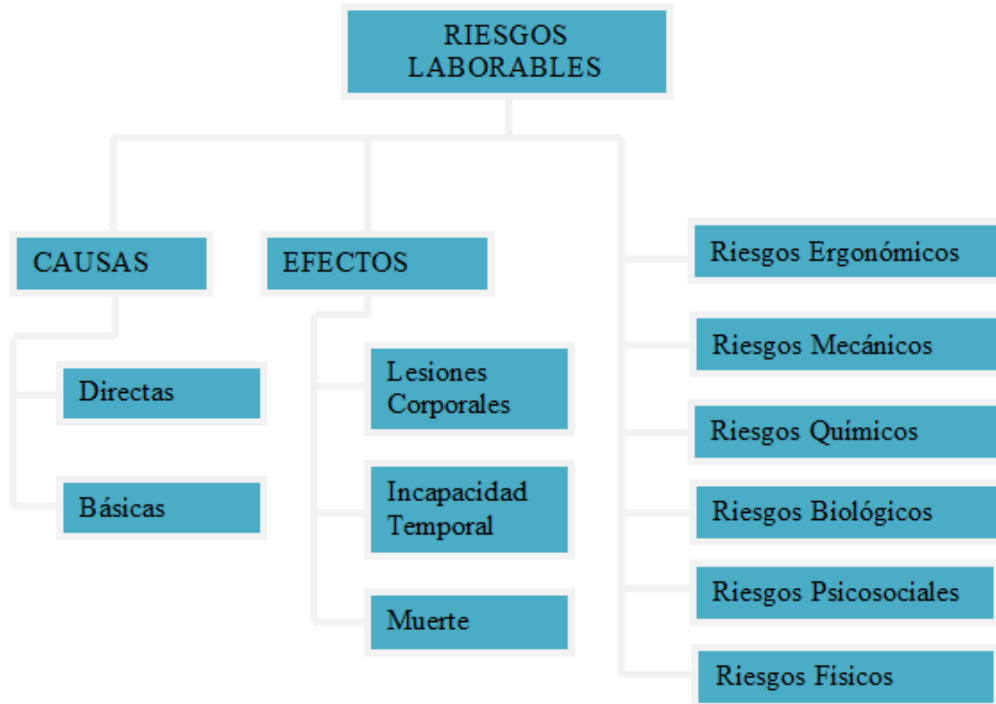 RIESGOS
LABORABLES
CAUSAS
Directas
Básicas
EFECTOS
Lesiones
Corporales
Incapacidad
Temporal
Muerte
Riesgos Ergonómicos
Riesgos Mecánicos
Riesgos Químicos
Riesgos Biológicos
Riesgos Psicosociales
Riesgos Físicos